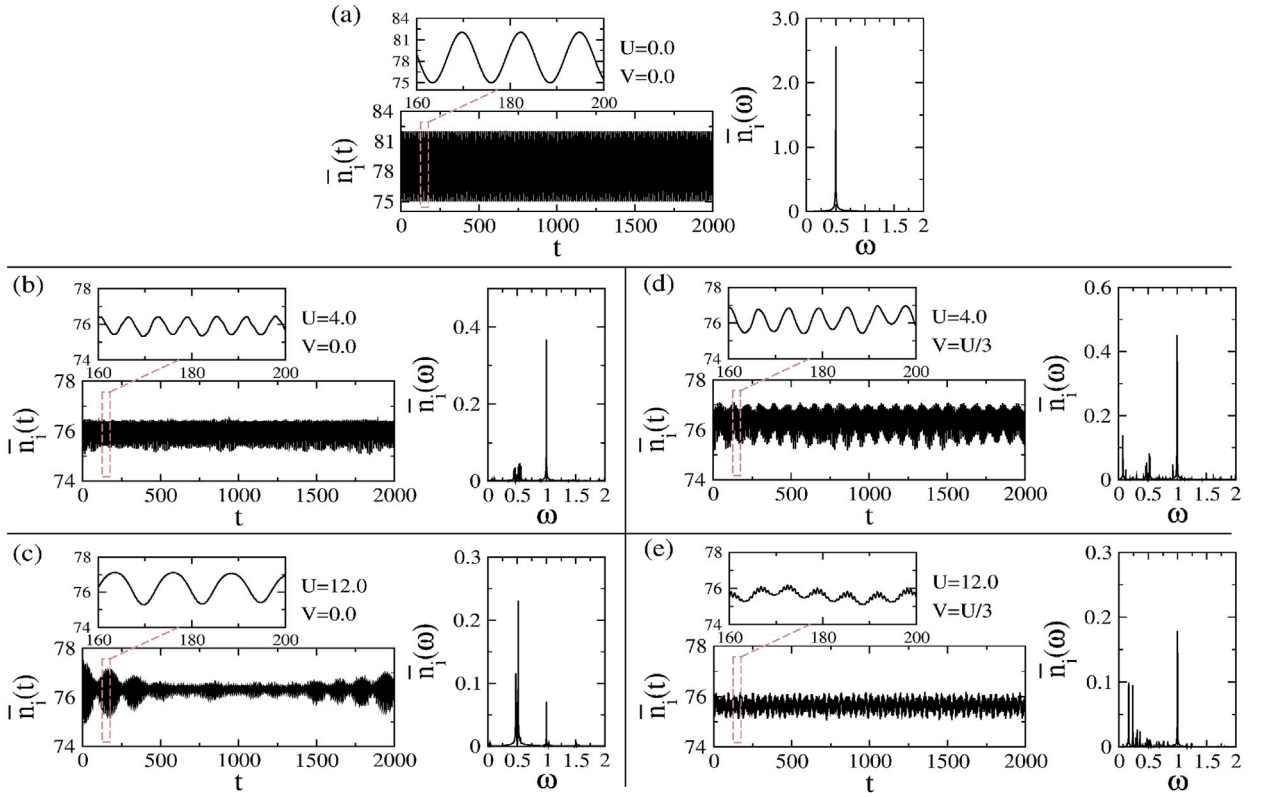 (a)
84
81
78
75
160 180 200
U=0.0
V=0.0
84
81
78
75
n̄i(t)
0 500 1000 1500 2000
t
3.0
2.0
1.0
0
n̄i(ω)
0 0.5 1 1.5 2
ω
(b)
78
76
74
160 180 200
U=4.0
V=0.0
78
76
74
n̄i(t)
0 500 1000 1500 2000
t
0.4
0.2
0
n̄i(ω)
0 0.5 1 1.5 2
ω
(d)
78
76
74
160 180 200
U=4.0
V=U/3
78
76
74
n̄i(t)
0 500 1000 1500 2000
t
0.6
0.4
0.2
0
n̄i(ω)
0 0.5 1 1.5 2
ω
(c)
78
76
74
160 180 200
U=12.0
V=0.0
78
76
74
n̄i(t)
0 500 1000 1500 2000
t
0.3
0.2
0.1
0
n̄i(ω)
0 0.5 1 1.5 2
ω
(e)
78
76
74
160 180 200
U=12.0
V=U/3
78
76
74
n̄i(t)
0 500 1000 1500 2000
t
0.3
0.2
0.1
0
n̄i(ω)
0 0.5 1 1.5 2
ω